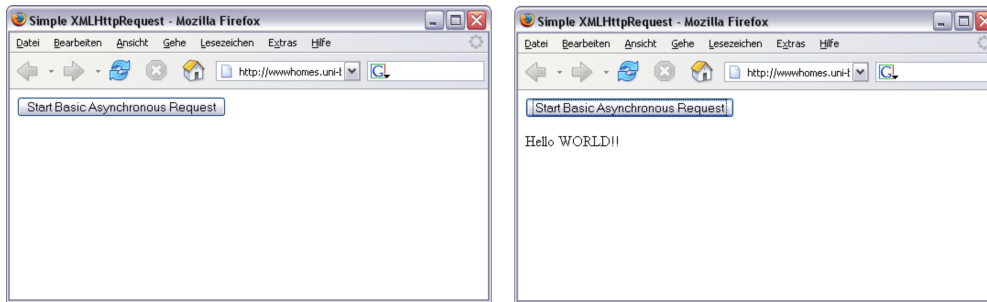 Simple XMLHttpRequest - Mozilla Firefox
Datei Bearbeiten Ansicht Gehe Lesezeichen Extras Hilfe
http://wwwhomes.uni-b G
Start Basic Asynchronous Request
Simple XMLHttpRequest - Mozilla Firefox
Datei Bearbeiten Ansicht Gehe Lesezeichen Extras Hilfe
http://wwwhomes.uni-b G
Start Basic Asynchronous Request
Hello WORLD!!